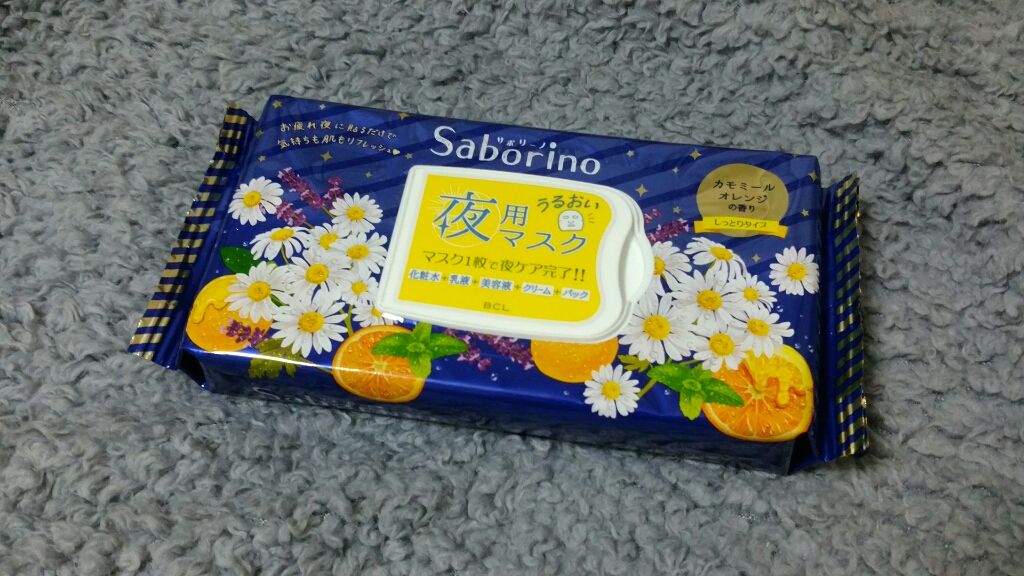 お疲れ夜に貼るだけで
気持ちも肌もリフレッシュ♥
サボリーノ
Saborino
カモミール
オレンジ
の香り
しっとりタイプ
うるおい
夜用
マスク
マスク1枚で夜ケア完了!!
化粧水+乳液+美容液+クリーム+パック
BCL